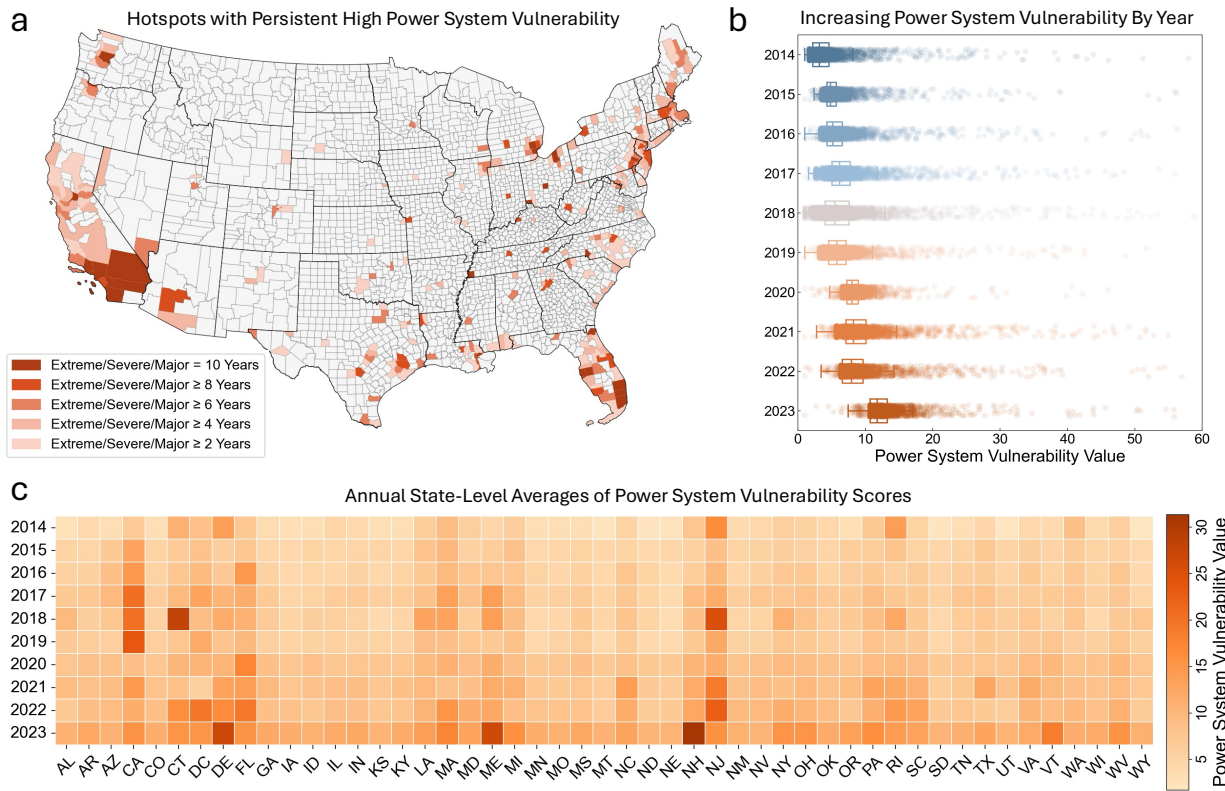 a
Hotspots with Persistent High Power System Vulnerability
Extreme/Severe/Major = 10 Years
Extreme/Severe/Major ≥ 8 Years
Extreme/Severe/Major ≥ 6 Years
Extreme/Severe/Major ≥ 4 Years
Extreme/Severe/Major ≥ 2 Years
b
Increasing Power System Vulnerability By Year
2014
2015
2016
2017
2018
2019
2020
2021
2022
2023
0 10 20 30 40 50 60
Power System Vulnerability Value
c
Annual State-Level Averages of Power System Vulnerability Scores
2014
2015
2016
2017
2018
2019
2020
2021
2022
2023
AL AR AZ CA CO CT DC DE FL GA IA ID IL IN KS KY LA MA MD ME MI MN MO MS MT NC ND NE NH NJ NM NV NY OH OK OR PA RI SC SD TN TX UT VA VT WA WI WV WY
30
25
20
15
10
5
Power System Vulnerability Value